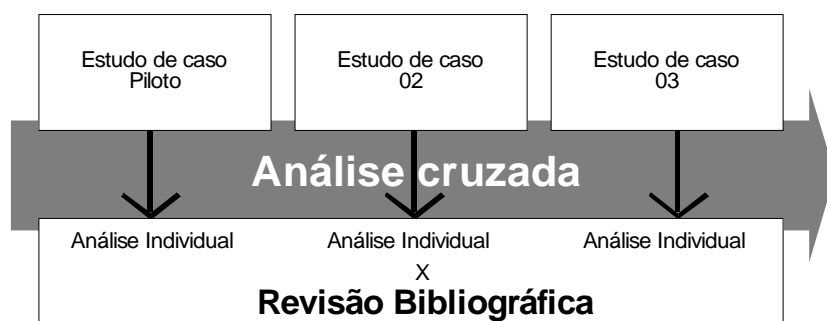 Estudo de caso
Piloto
Estudo de caso
02
Estudo de caso
03
Análise cruzada
Análise Individual
Análise Individual
Análise Individual
X
Revisão Bibliográfica